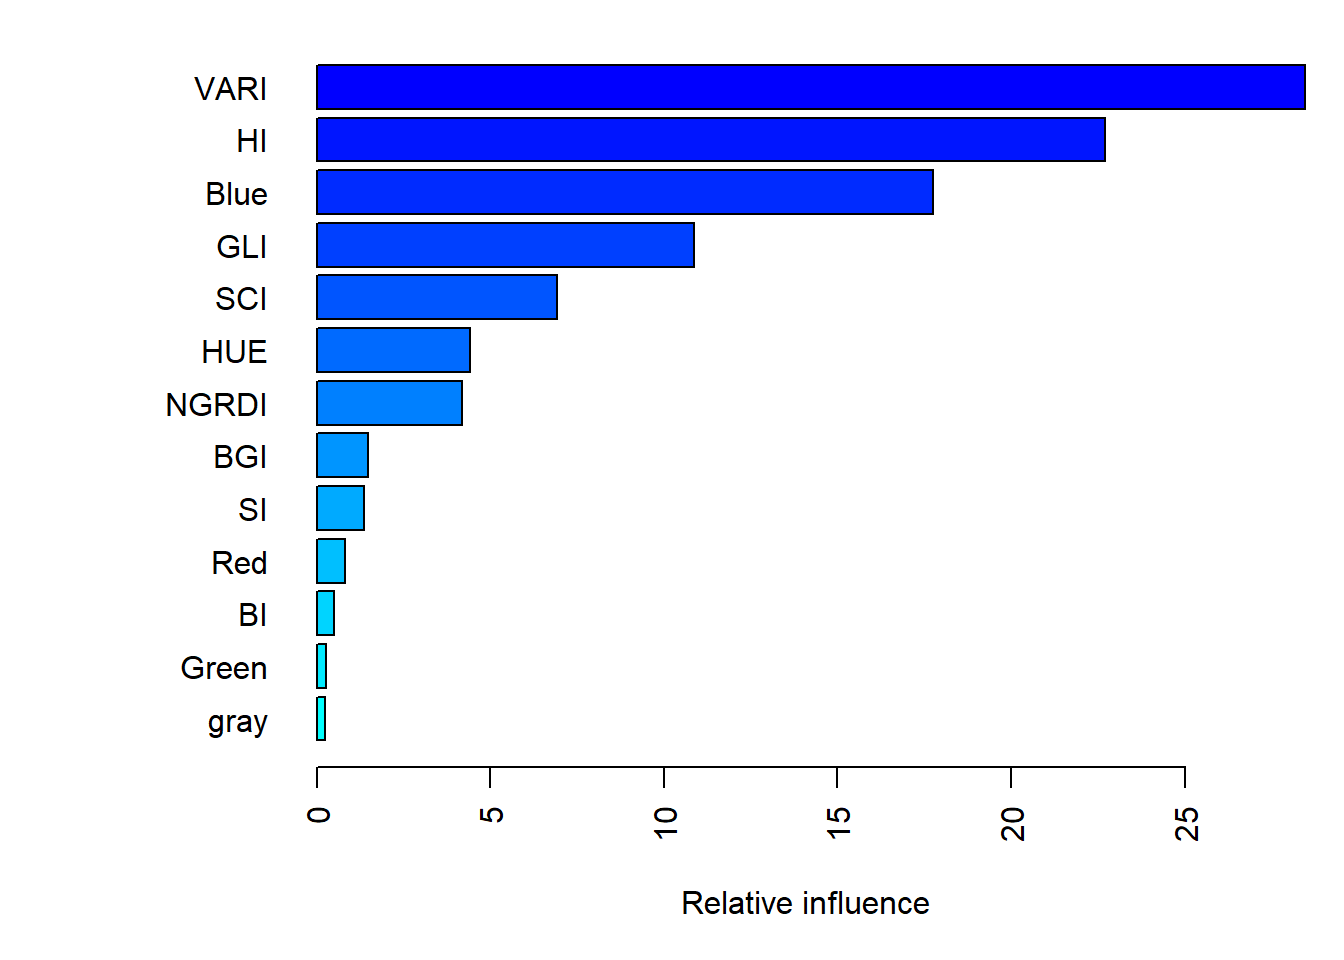 VARI
HI
Blue
GLI
SCI
HUE
NGRDI
BGI
SI
Red
BI
Green
gray
0 5 10 15 20 25
Relative influence